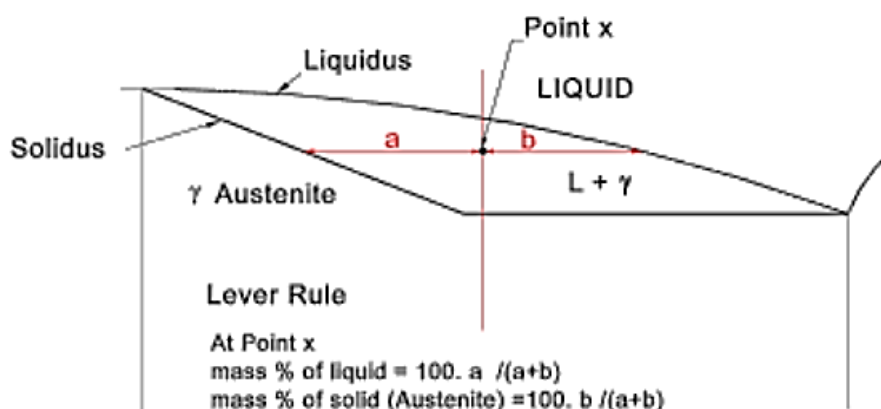 Point x
Liquidus
LIQUID
Solidus
a
b
γ Austenite
L + γ
Lever Rule
At Point x
mass % of liquid = 100. a /(a+b)
mass % of solid (Austenite) =100. b /(a+b)